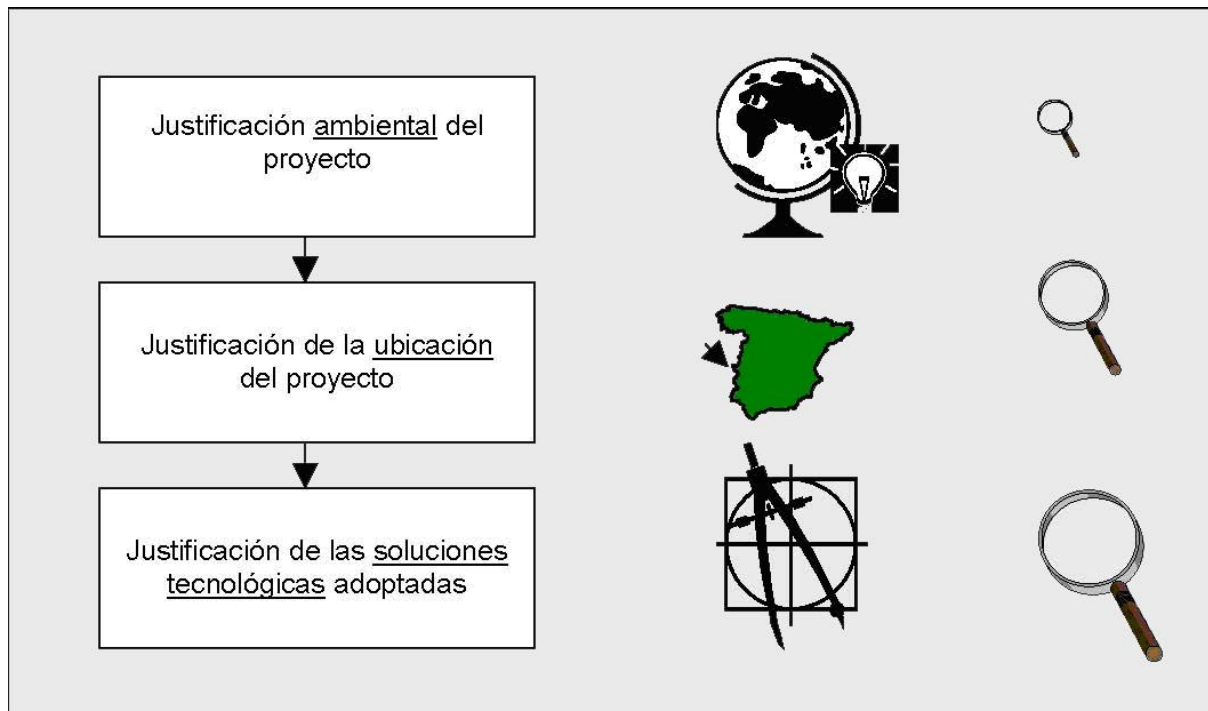 Justificación ambiental del
proyecto
Justificación de la ubicación
del proyecto
Justificación de las soluciones
tecnológicas adoptadas